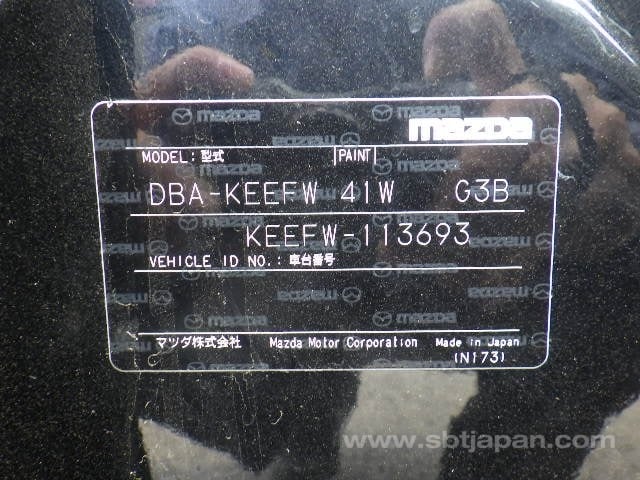 mazda
MODEL: 型式 PAINT
DBA-KEEFW 41W G3B
KEEFW-113693
VEHICLE ID NO.: 車台番号
マツダ株式会社 Mazda Motor Corporation Made in Japan
(N173)
www.sbtjapan.com